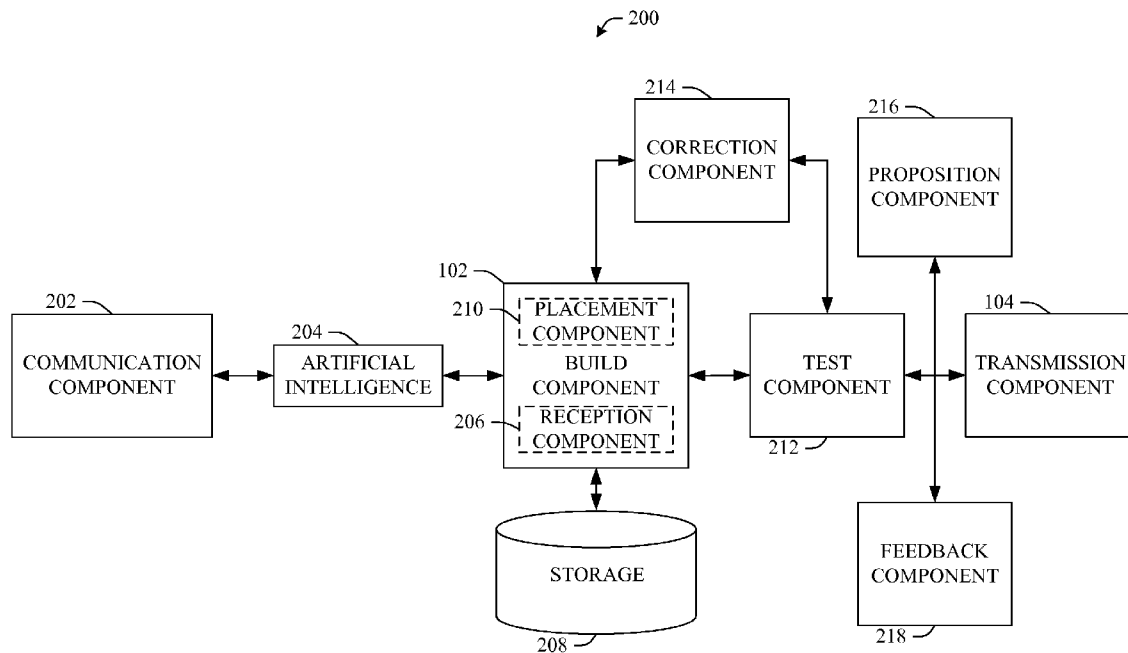 200
214
CORRECTION
COMPONENT
216
PROPOSITION
COMPONENT
102
210
PLACEMENT
COMPONENT
BUILD
COMPONENT
206
RECEPTION
COMPONENT
202
COMMUNICATION
COMPONENT
204
ARTIFICIAL
INTELLIGENCE
TEST
COMPONENT
212
104
TRANSMISSION
COMPONENT
STORAGE
208
FEEDBACK
COMPONENT
218